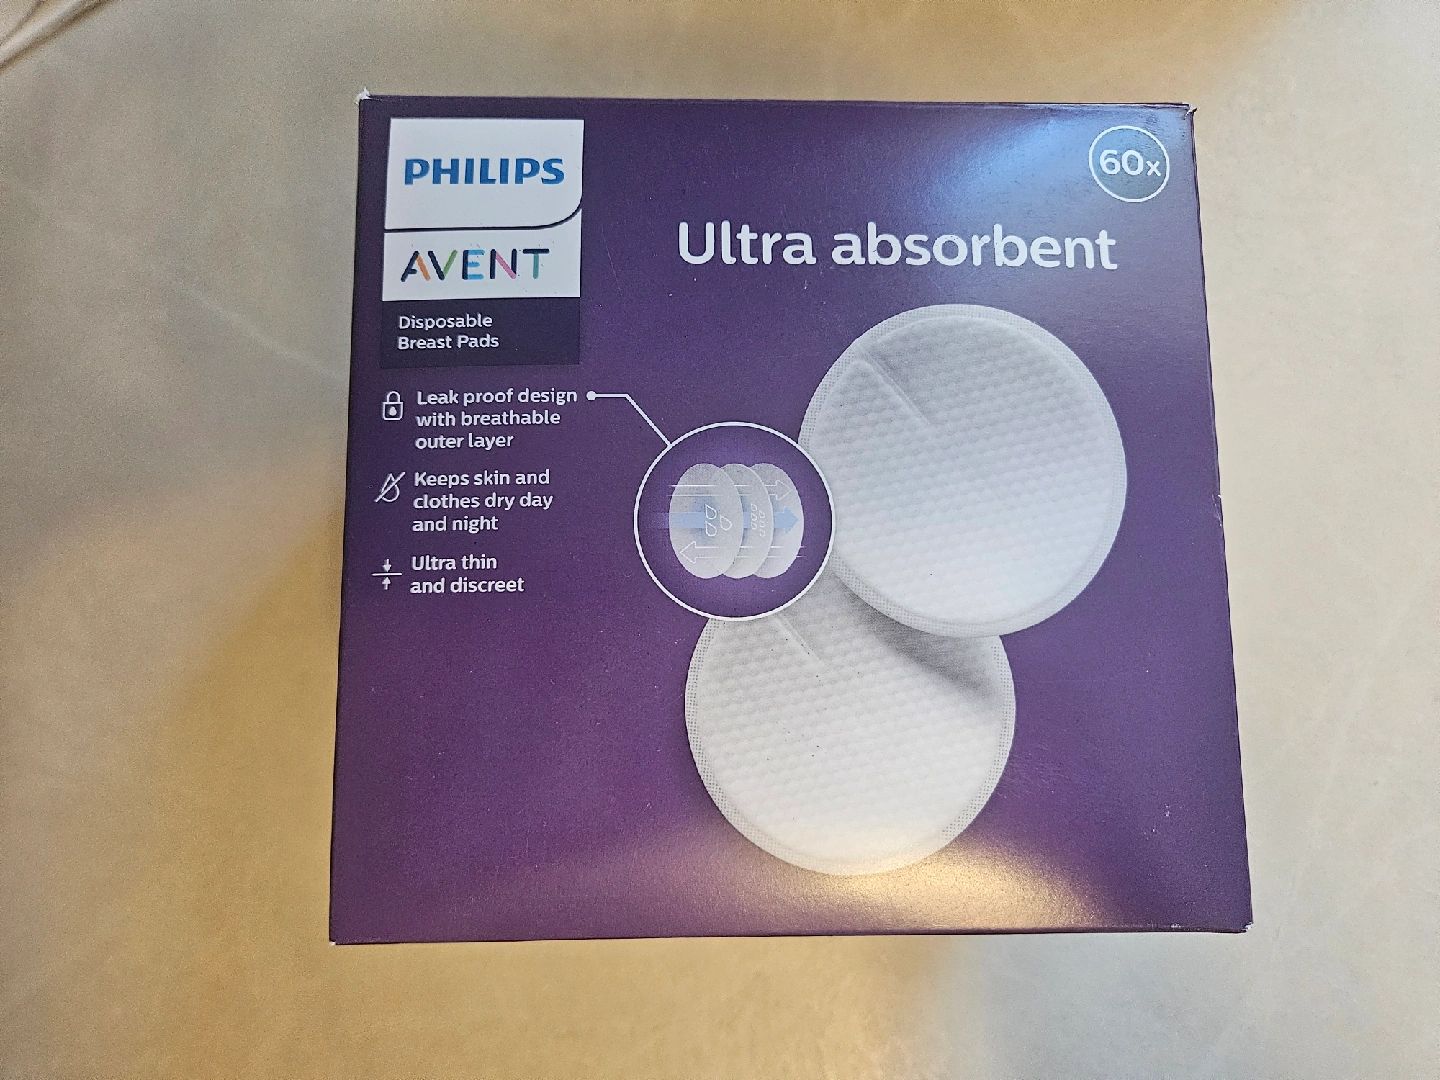 PHILIPS
AVENT
Disposable
Breast Pads
60x
Ultra absorbent
Leak proof design
with breathable
outer layer
Keeps skin and
clothes dry day
and night
Ultra thin
and discreet